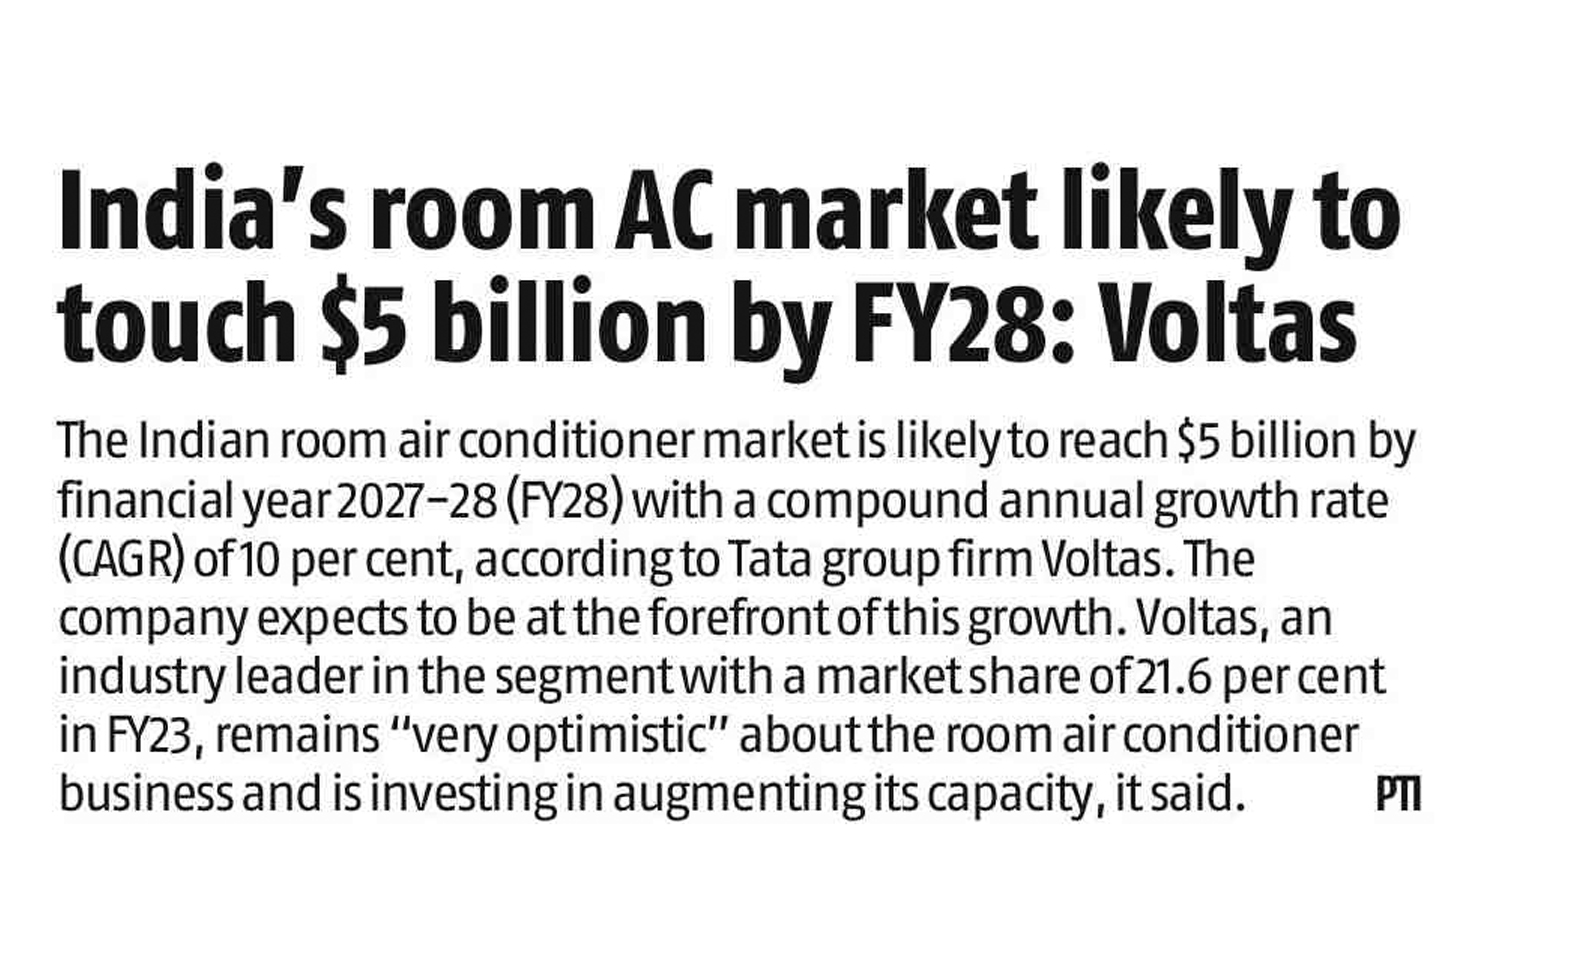 India’s room AC market likely to
touch $5 billion by FY28: Voltas
The Indian room air conditioner market is likely to reach $5 billion by
financial year 2027–28 (FY28) with a compound annual growth rate
(CAGR) of 10 per cent, according to Tata group firm Voltas. The
company expects to be at the forefront of this growth. Voltas, an
industry leader in the segment with a market share of 21.6 per cent
in FY23, remains “very optimistic” about the room air conditioner
business and is investing in augmenting its capacity, it said. PTI